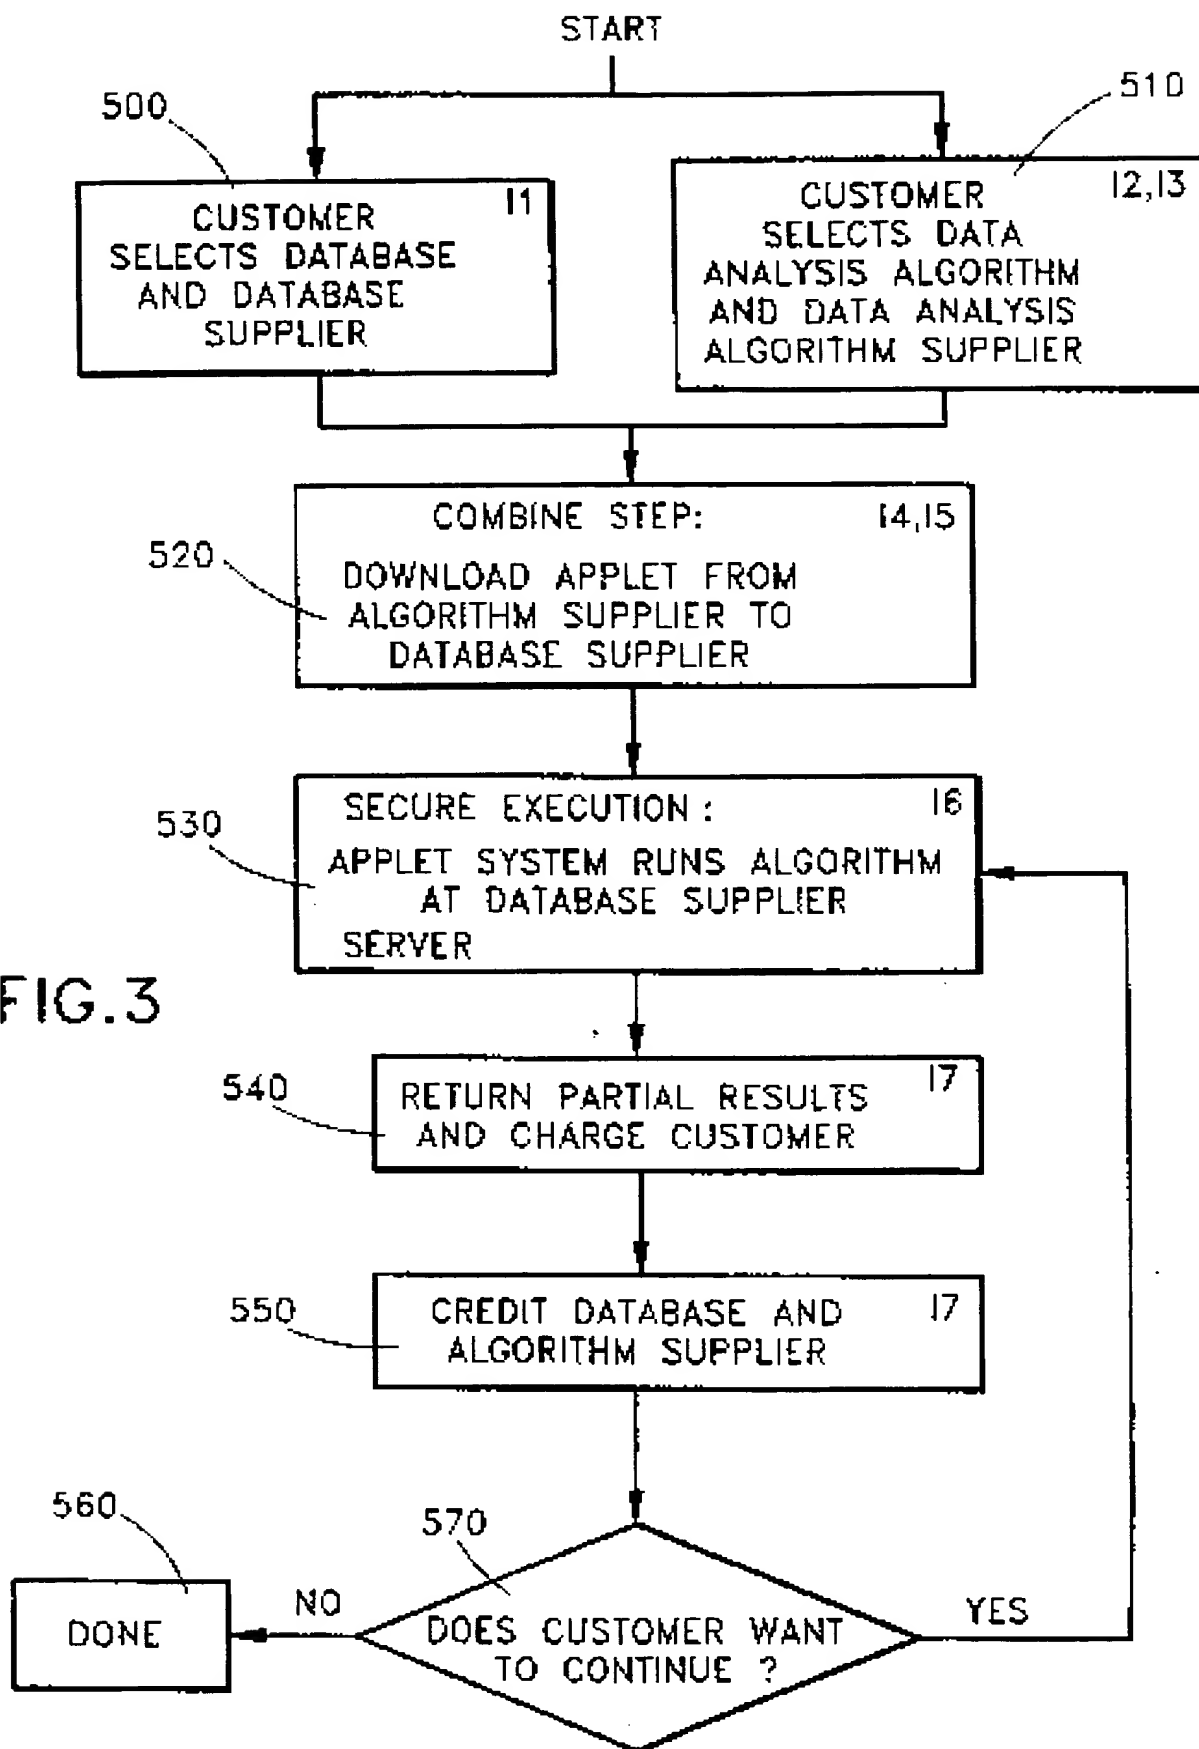 START
500
510
11
CUSTOMER
SELECTS DATABASE
AND DATABASE
SUPPLIER
12,13
CUSTOMER
SELECTS DATA
ANALYSIS ALGORITHM
AND DATA ANALYSIS
ALGORITHM SUPPLIER
520
COMBINE STEP:
14,15
DOWNLOAD APPLET FROM
ALGORITHM SUPPLIER TO
DATABASE SUPPLIER
530
SECURE EXECUTION:
16
APPLET SYSTEM RUNS ALGORITHM
AT DATABASE SUPPLIER
SERVER
FIG.3
540
17
RETURN PARTIAL RESULTS
AND CHARGE CUSTOMER
550
17
CREDIT DATABASE AND
ALGORITHM SUPPLIER
560
570
DONE
NO
DOES CUSTOMER WANT
TO CONTINUE ?
YES